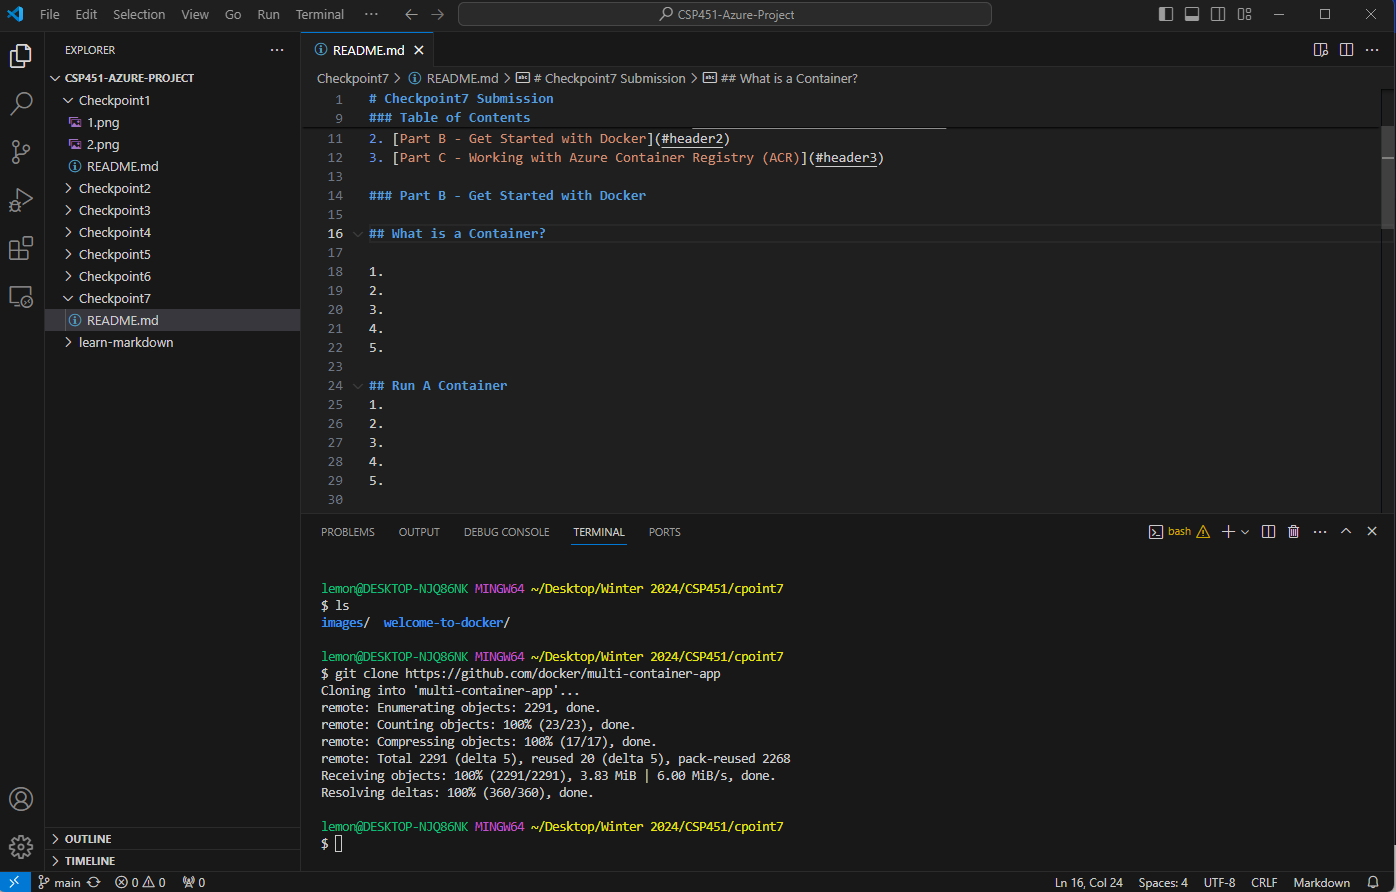 File Edit Selection View Go Run Terminal ··· CSP451-Azure-Project
EXPLORER ···
CSP451-AZURE-PROJECT
Checkpoint1
1.png
2.png
README.md
Checkpoint2
Checkpoint3
Checkpoint4
Checkpoint5
Checkpoint6
Checkpoint7
README.md
learn-markdown
OUTLINE
TIMELINE
README.md
Checkpoint7 > README.md > # Checkpoint7 Submission > ## What is a Container?
1 # Checkpoint7 Submission
9 ### Table of Contents
11 2. [Part B - Get Started with Docker](#header2)
12 3. [Part C - Working with Azure Container Registry (ACR)](#header3)
13
14 ### Part B - Get Started with Docker
15
16 ## What is a Container?
17
18 1.
19 2.
20 3.
21 4.
22 5.
23
24 ## Run A Container
25 1.
26 2.
27 3.
28 4.
29 5.
30
PROBLEMS OUTPUT DEBUG CONSOLE TERMINAL PORTS bash
lemon@DESKTOP-NJQ86NK MINGW64 ~/Desktop/Winter 2024/CSP451/cpoint7
$ ls
images/ welcome-to-docker/
lemon@DESKTOP-NJQ86NK MINGW64 ~/Desktop/Winter 2024/CSP451/cpoint7
$ git clone https://github.com/docker/multi-container-app
Cloning into 'multi-container-app'...
remote: Enumerating objects: 2291, done.
remote: Counting objects: 100% (23/23), done.
remote: Compressing objects: 100% (17/17), done.
remote: Total 2291 (delta 5), reused 20 (delta 5), pack-reused 2268
Receiving objects: 100% (2291/2291), 3.83 MiB | 6.00 MiB/s, done.
Resolving deltas: 100% (360/360), done.
lemon@DESKTOP-NJQ86NK MINGW64 ~/Desktop/Winter 2024/CSP451/cpoint7
$
main 0 0 0 Ln 16, Col 24 Spaces: 4 UTF-8 CRLF Markdown